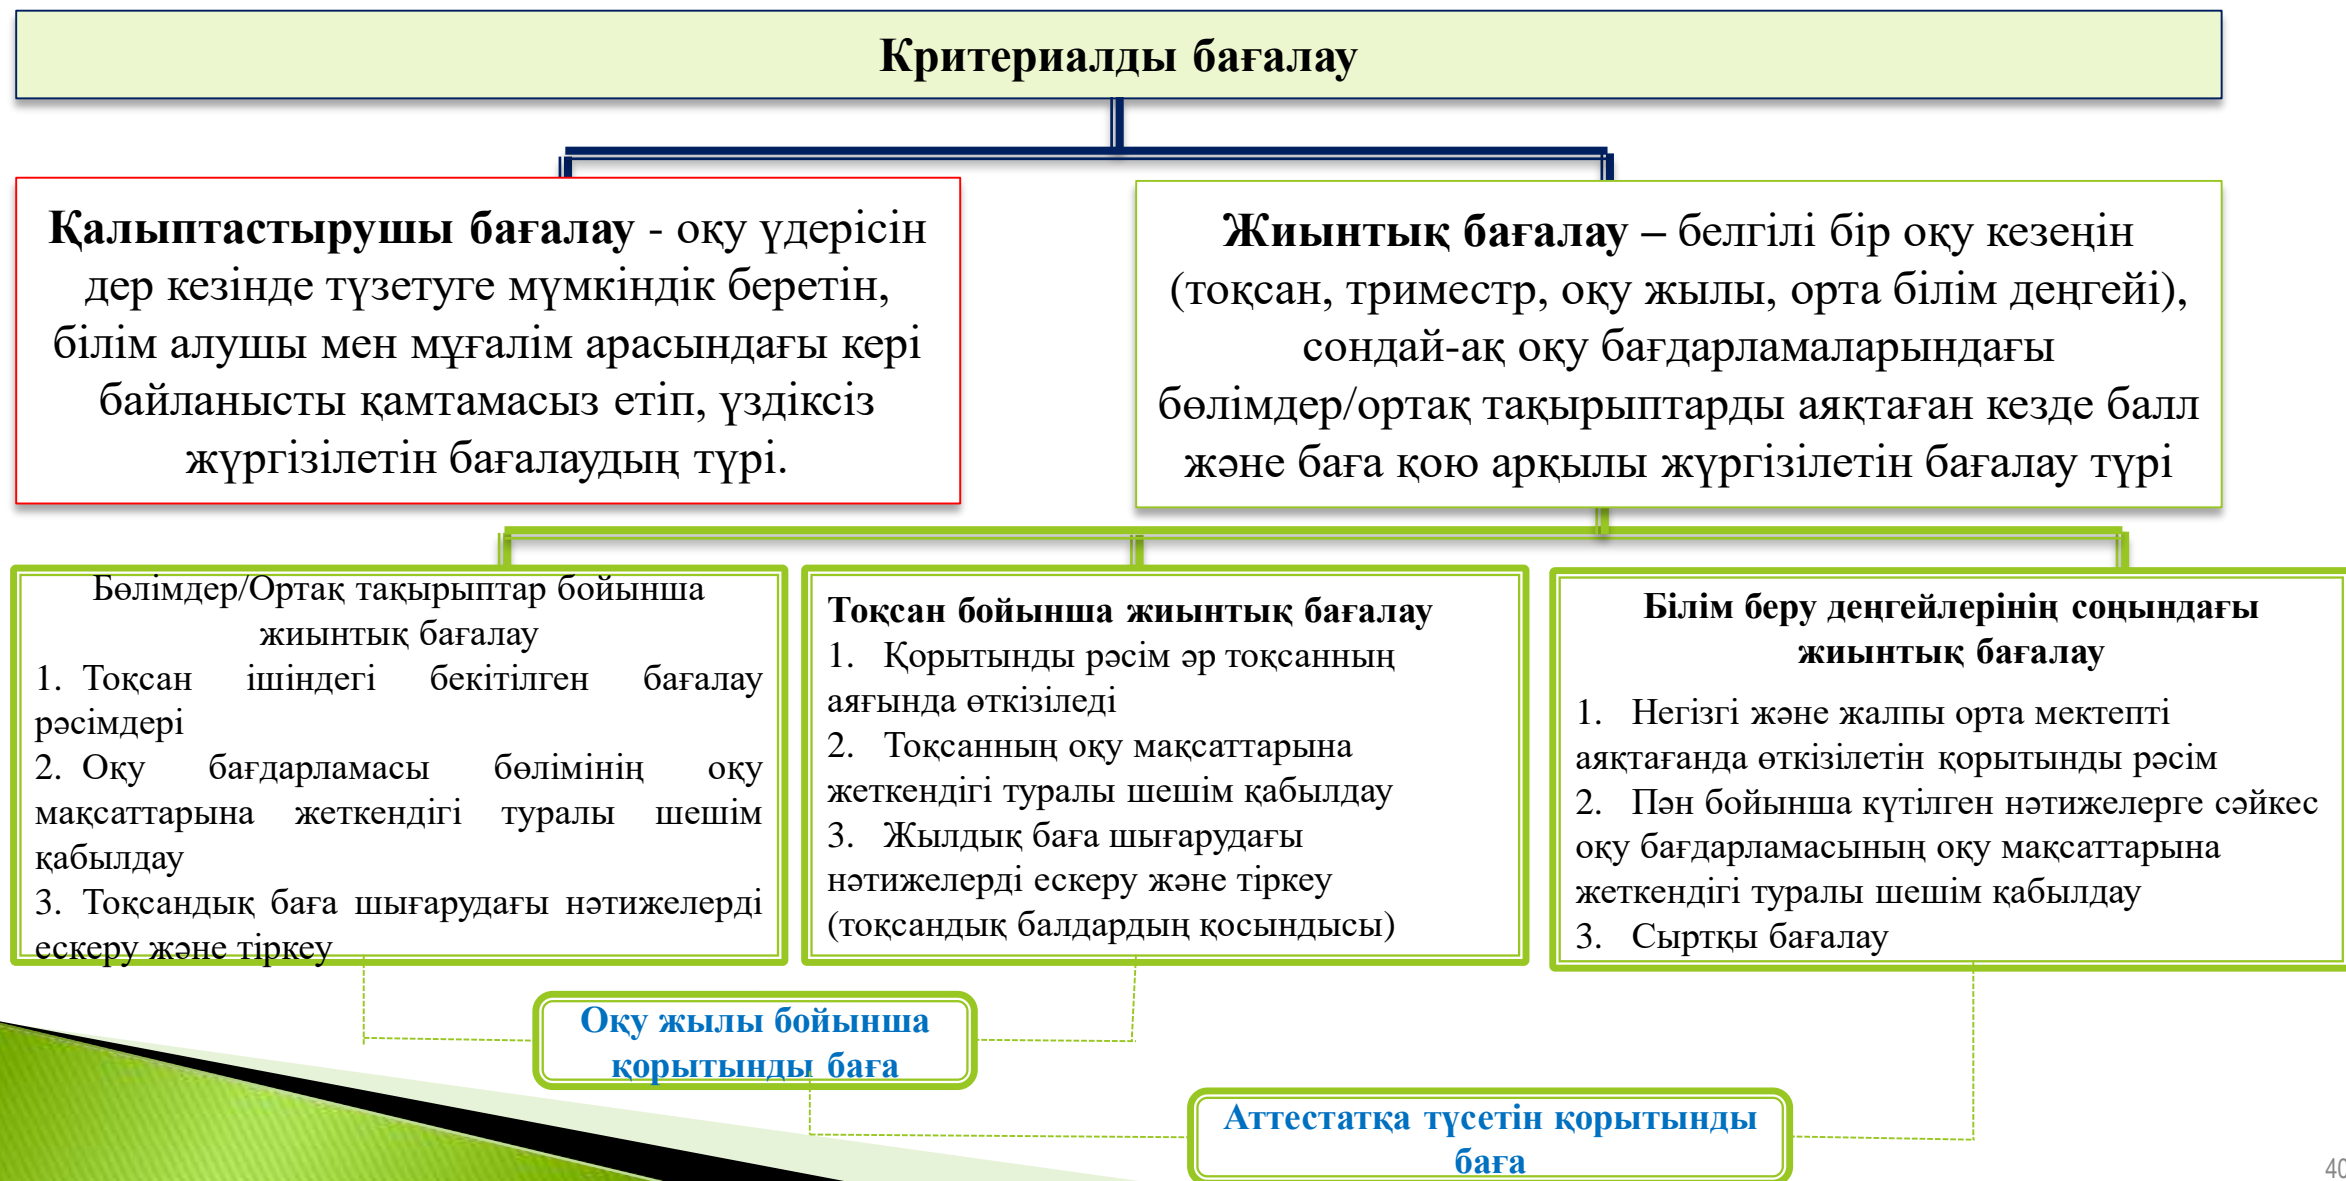 Критериалды бағалау
Қалыптастырушы бағалау - оқу үдерісін
дер кезінде түзетуге мүмкіндік беретін,
білім алушы мен мұғалім арасындағы кері
байланысты қамтамасыз етіп, үздіксіз
жүргізілетін бағалаудың түрі.
Жиынтық бағалау – белгілі бір оқу кезеңін
(тоқсан, триместр, оқу жылы, орта білім деңгейі),
сондай-ақ оқу бағдарламаларындағы
бөлімдер/ортақ тақырыптарды аяқтаған кезде балл
және баға қою арқылы жүргізілетін бағалау түрі
Бөлімдер/Ортақ тақырыптар бойынша
жиынтық бағалау
1. Тоқсан ішіндегі бекітілген бағалау
рәсімдері
2. Оқу бағдарламасы бөлімінің оқу
мақсаттарына жеткендігі туралы шешім
қабылдау
3. Тоқсандық баға шығарудағы нәтижелерді
ескеру және тіркеу
Тоқсан бойынша жиынтық бағалау
1. Қорытынды рәсім әр тоқсанның
аяғында өткізіледі
2. Тоқсанның оқу мақсаттарына
жеткендігі туралы шешім қабылдау
3. Жылдық баға шығарудағы
нәтижелерді ескеру және тіркеу
(тоқсандық балдардың қосындысы)
Білім беру деңгейлерінің соңындағы
жиынтық бағалау
1. Негізгі және жалпы орта мектепті
аяқтағанда өткізілетін қорытынды рәсім
2. Пән бойынша күтілген нәтижелерге сәйкес
оқу бағдарламасының оқу мақсаттарына
жеткендігі туралы шешім қабылдау
3. Сыртқы бағалау
Оқу жылы бойынша
қорытынды баға
Аттестатқа түсетін қорытынды
баға
40